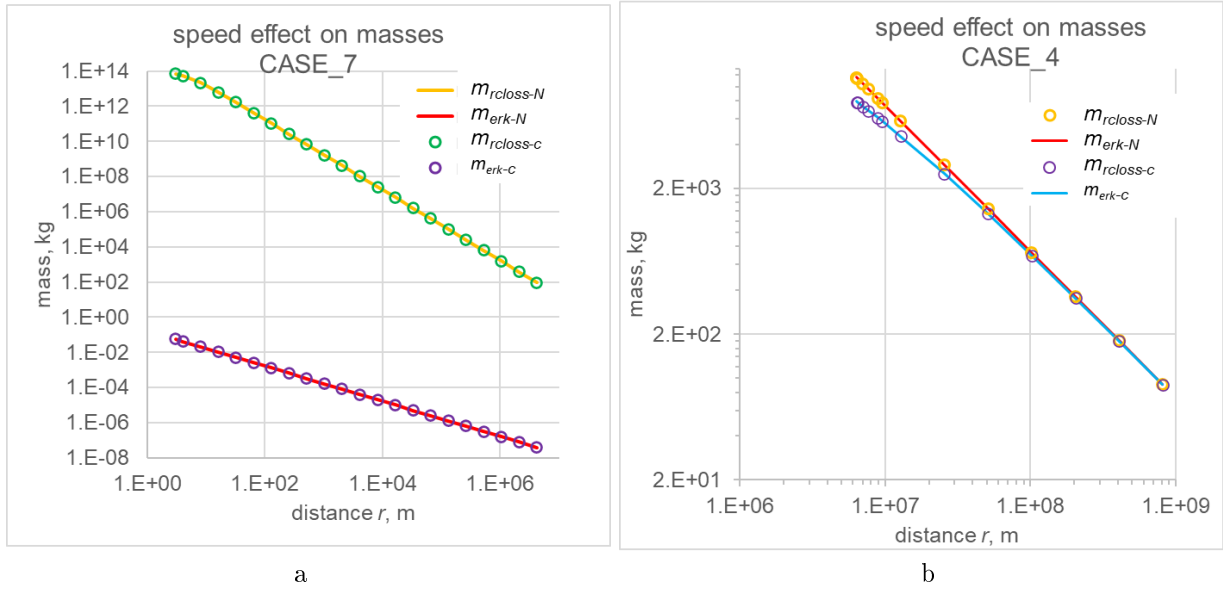 speed effect on masses
CASE_7
1.E+14
1.E+12
1.E+10
1.E+08
1.E+06
1.E+04
1.E+02
1.E+00
1.E-02
1.E-04
1.E-06
1.E-08
mass, kg
m_rcloss-N
m_erk-N
m_rcloss-c
m_erk-C
1.E+00
1.E+02
1.E+04
1.E+06
distance r, m
a
speed effect on masses
CASE_4
2.E+03
2.E+02
2.E+01
mass, kg
m_rcloss-N
m_erk-N
m_rcloss-c
m_erk-C
1.E+06
1.E+07
1.E+08
1.E+09
distance r, m
b